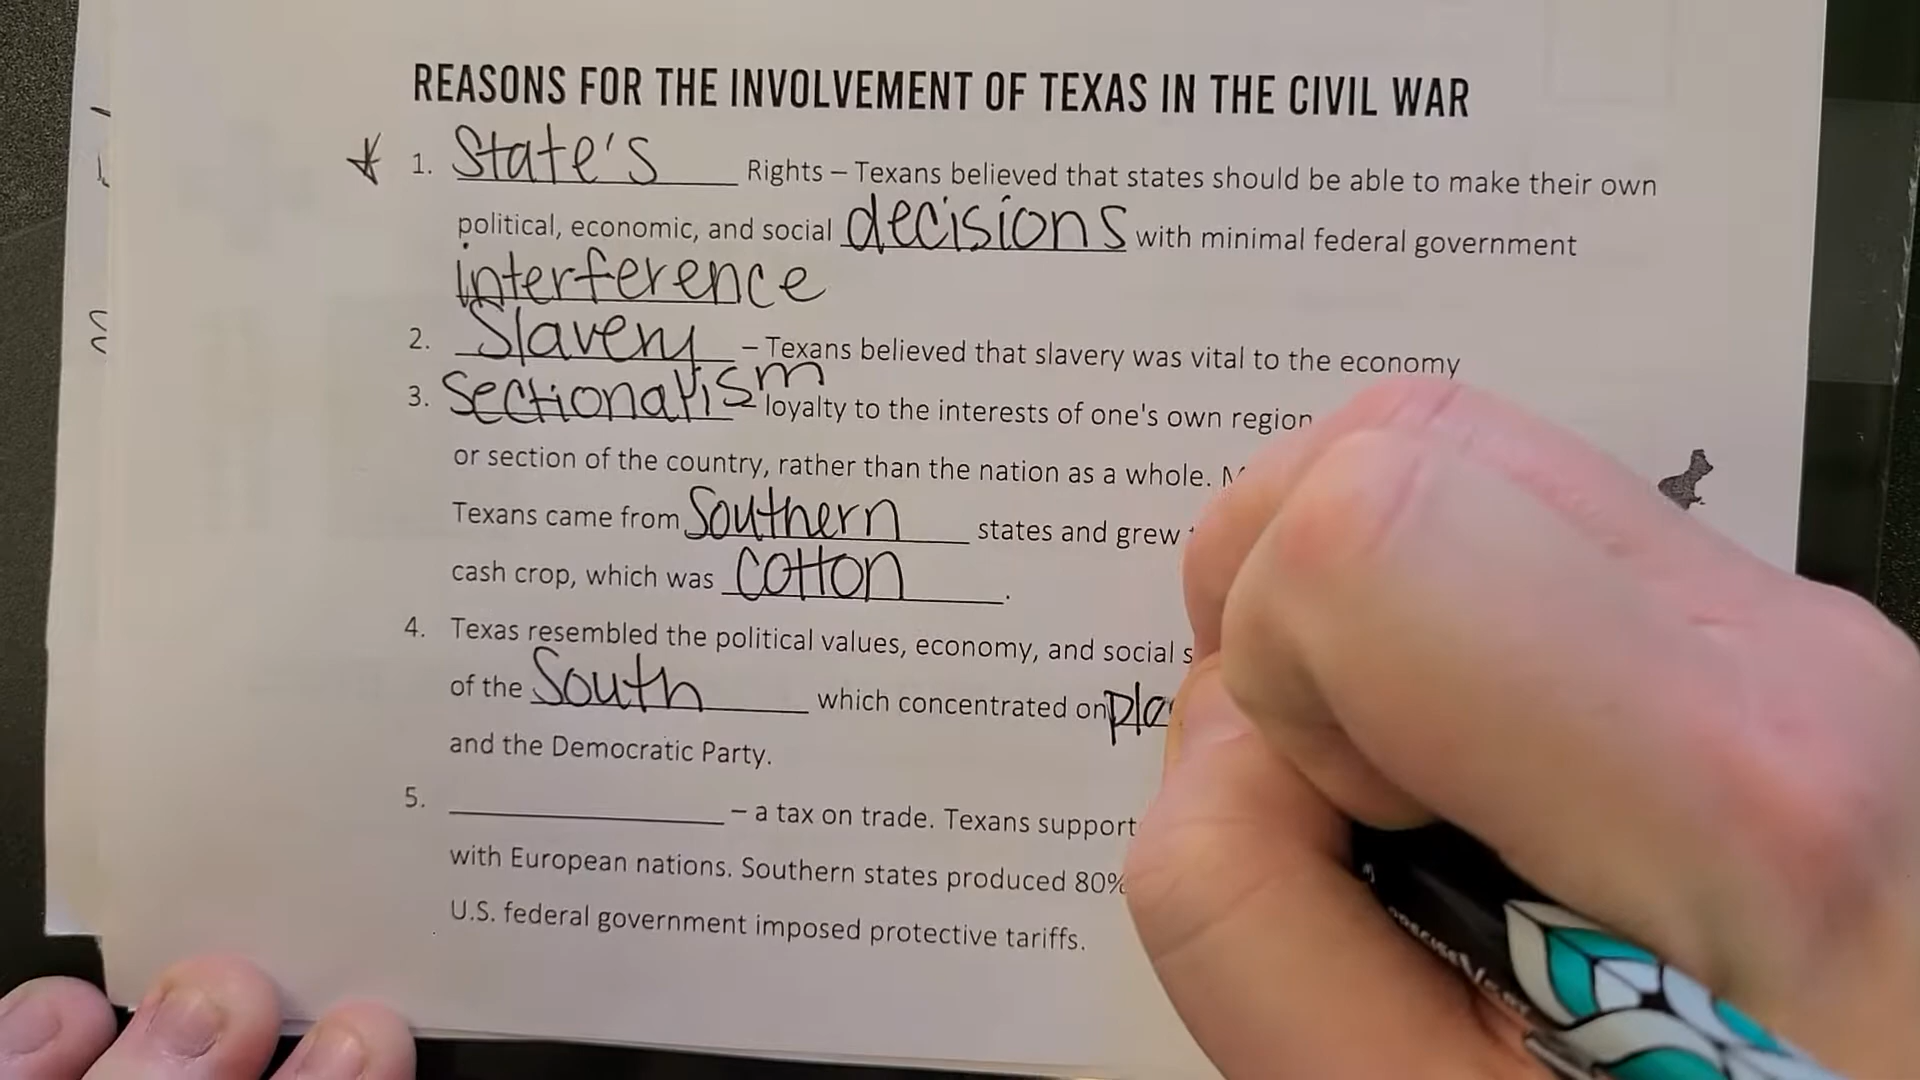 REASONS FOR THE INVOLVEMENT OF TEXAS IN THE CIVIL WAR
1. State's Rights – Texans believed that states should be able to make their own
political, economic, and social decisions with minimal federal government
interference
2. Slavery – Texans believed that slavery was vital to the economy
3. Sectionalism – loyalty to the interests of one's own region
or section of the country, rather than the nation as a whole.
Texans came from Southern states and grew
cash crop, which was cotton.
4. Texas resembled the political values, economy, and social
of the South which concentrated on
and the Democratic Party.
5. – a tax on trade. Texans support
with European nations. Southern states produced 80%
U.S. federal government imposed protective tariffs.